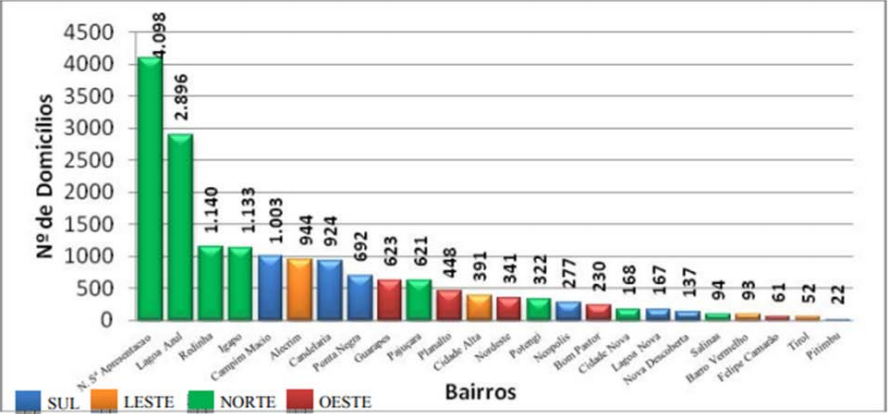 Nº de Domicílios
4500
4000
3500
3000
2500
2000
1500
1000
500
0
4.098
2.896
1.140
1.133
1.003
944
924
692
623
621
448
391
341
322
277
230
168
167
137
94
93
61
52
22
N. Sª Apresentacao
Lagoa Azul
Redinha
Igapo
Campim Macio
Alecrim
Candelaria
Ponta Negra
Guarapes
Pajuçara
Planalto
Cidade Alta
Nordeste
Potengi
Neopolis
Bom Pastor
Cidade Nova
Lagoa Nova
Nova Descoberta
Salinas
Barro Vermelho
Felipe Camarão
Tirol
Pitimbu
Bairros
SUL LESTE NORTE OESTE